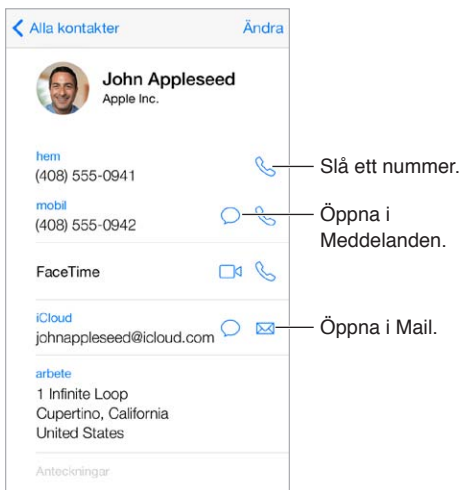 Alla kontakter Ändra
John Appleseed
Apple Inc.
hem
(408) 555-0941
Slå ett nummer.
mobil
(408) 555-0942
Öppna i
Meddelanden.
FaceTime
iCloud
johnappleseed@icloud.com
Öppna i Mail.
arbete
1 Infinite Loop
Cupertino, California
United States
Anteckningar